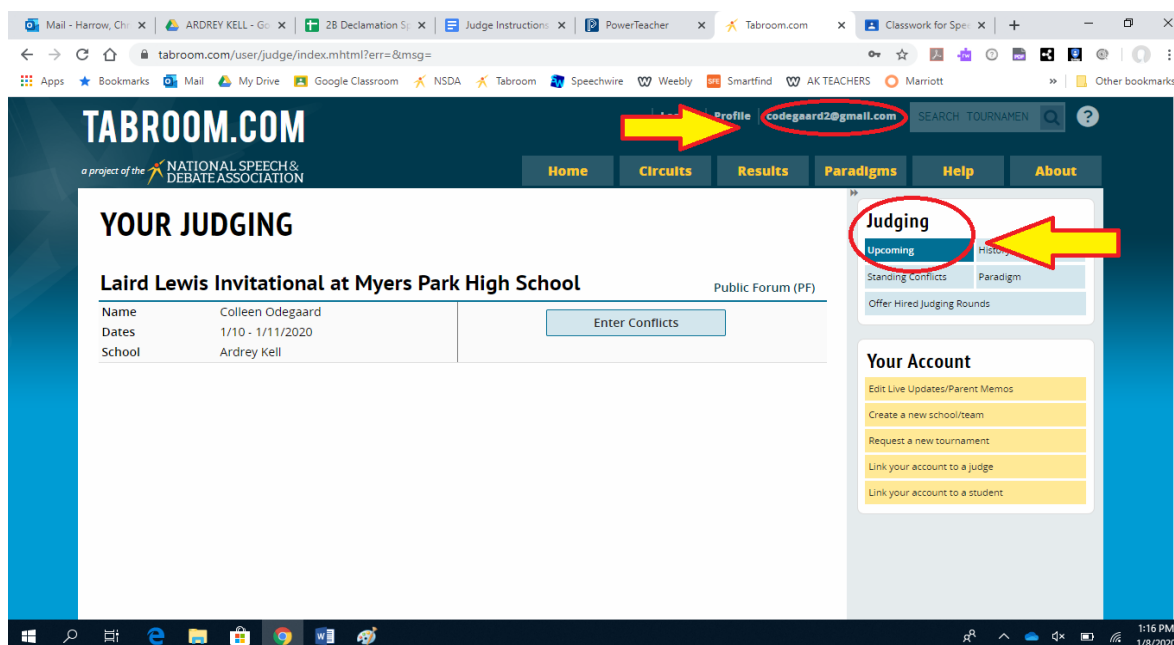 Mail - Harrow, Chr
ARDREY KELL - Go
2B Declamation Sp
Judge Instructions
PowerTeacher
Tabroom.com
Classwork for Spee
tabroom.com/user/judge/index.mhtml?err=&msg=
Apps Bookmarks Mail My Drive Google Classroom NSDA Tabroom Speechwire Weebly Smartfind AK TEACHERS Marriott » Other bookmarks
TABROOM.COM
a project of the NATIONAL SPEECH & DEBATE ASSOCIATION
Profile codegaard2@gmail.com SEARCH TOURNAMEN ?
Home Circuits Results Paradigms Help About
YOUR JUDGING
Laird Lewis Invitational at Myers Park High School Public Forum (PF)
Name Colleen Odegaard
Dates 1/10 - 1/11/2020
School Ardrey Kell
Enter Conflicts
Judging
Upcoming
Standing Conflicts Paradigm
Offer Hired Judging Rounds
Your Account
Edit Live Updates/Parent Memos
Create a new school/team
Request a new tournament
Link your account to a judge
Link your account to a student
1:16 PM
1/8/2020